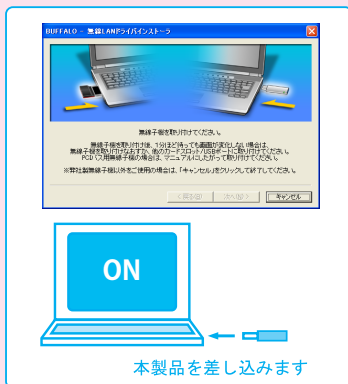 BUFFALO - 無線LANドライバインストーラ
無線子機を取り付けてください。
無線子機を取り付け後、1分ほど待っても画面が変化しない場合は、
無線子機を取り付けなおすか、他のカードスロット/USBポートに取り付けてください。
PCIバス用無線子機の場合は、マニュアルにしたがって取り付けてください。
※弊社製無線子機以外をご使用の場合は、「キャンセル」をクリックして終了してください。
< 戻る(B) 次へ(N) > キャンセル
ON
本製品を差し込みます